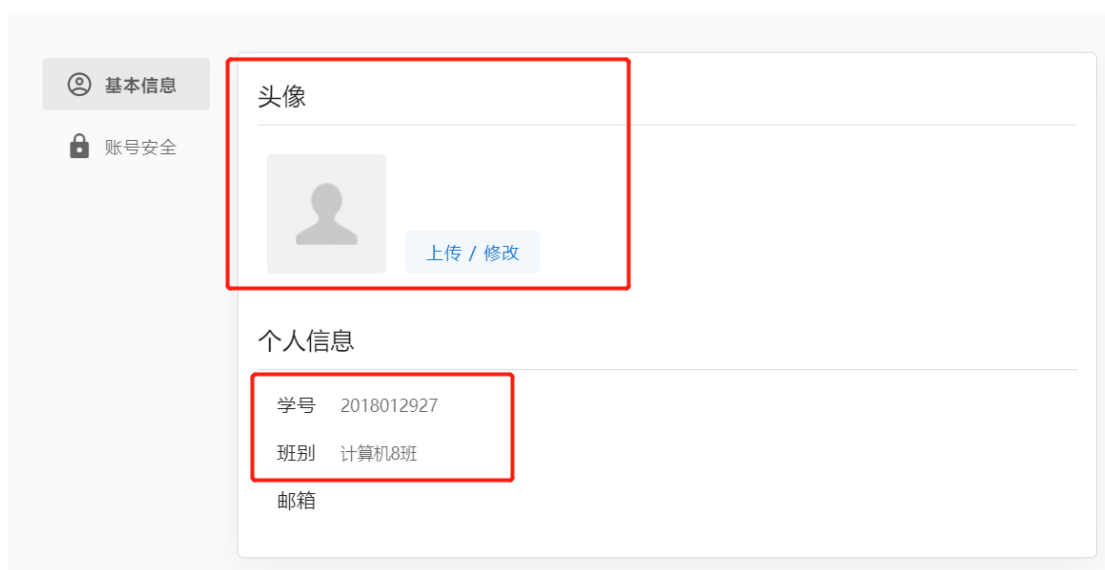 基本信息
账号安全
头像
上传 / 修改
个人信息
学号 2018012927
班别 计算机8班
邮箱